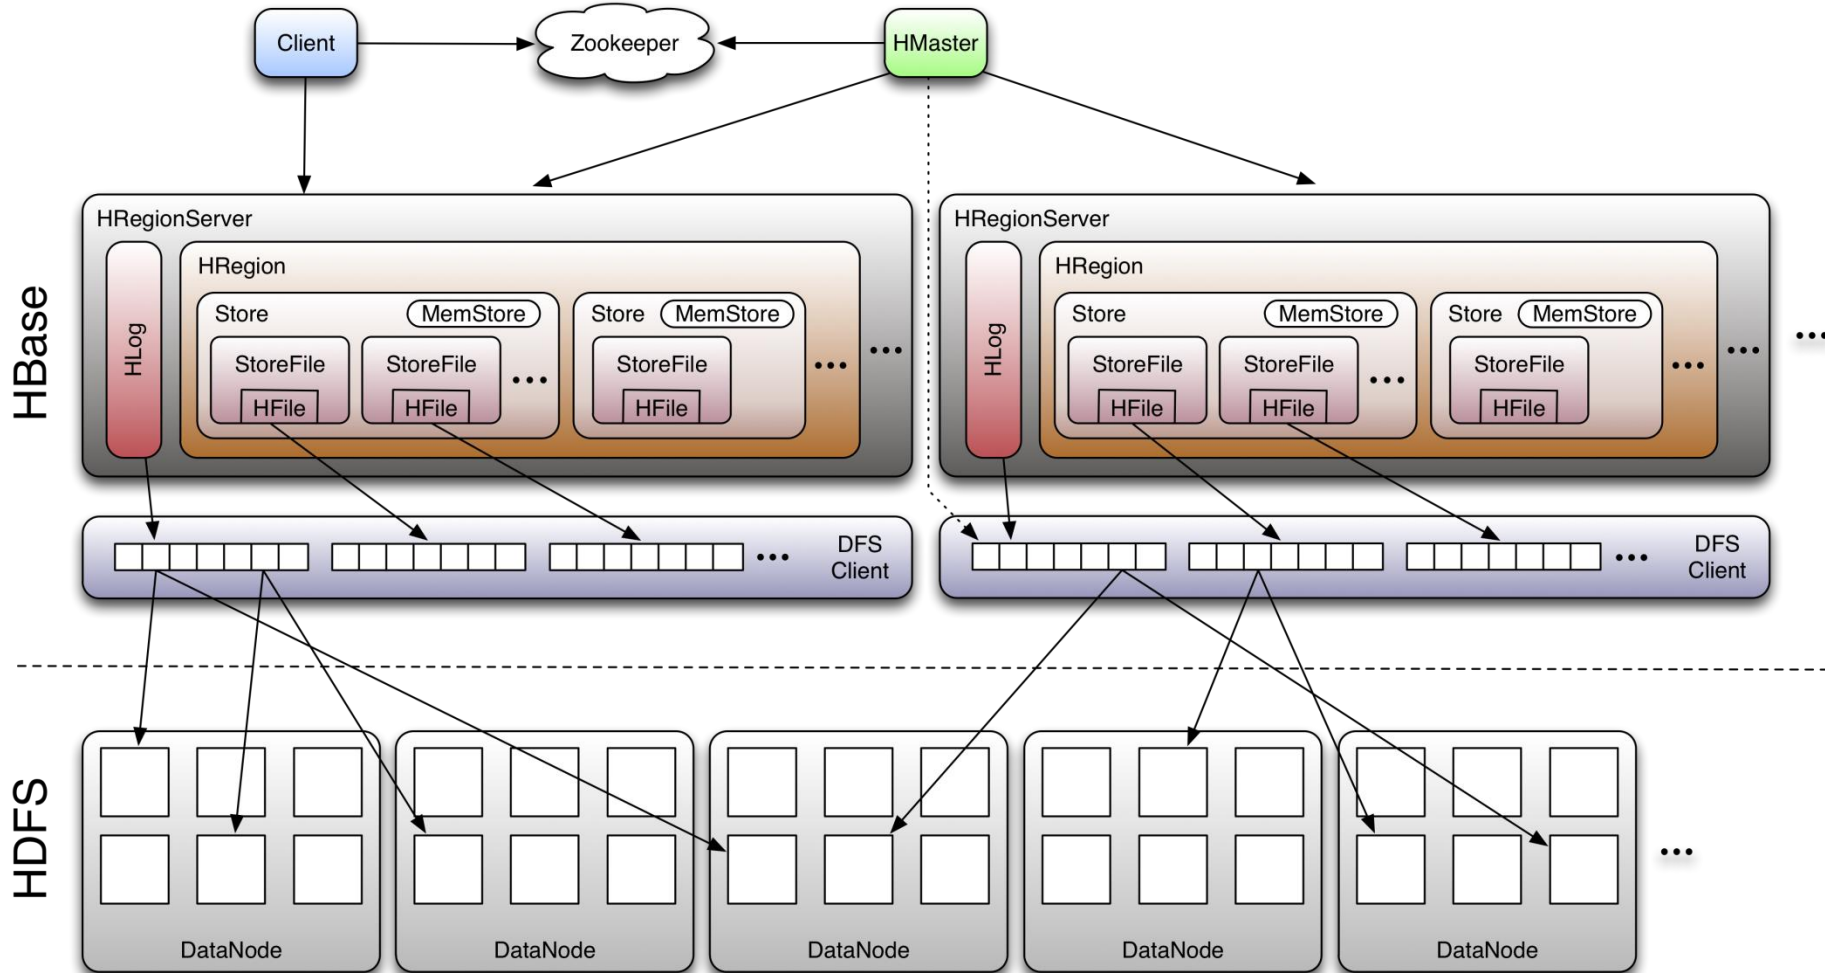 Client
Zookeeper
HMaster
HBase
HRegionServer
HLog
HRegion
Store
MemStore
StoreFile
HFile
StoreFile
HFile
...
Store
MemStore
StoreFile
HFile
...
...
HRegionServer
HLog
HRegion
Store
MemStore
StoreFile
HFile
StoreFile
HFile
...
Store
MemStore
StoreFile
HFile
...
...
...
...
DFS
Client
...
DFS
Client
HDFS
DataNode
DataNode
DataNode
DataNode
DataNode
...